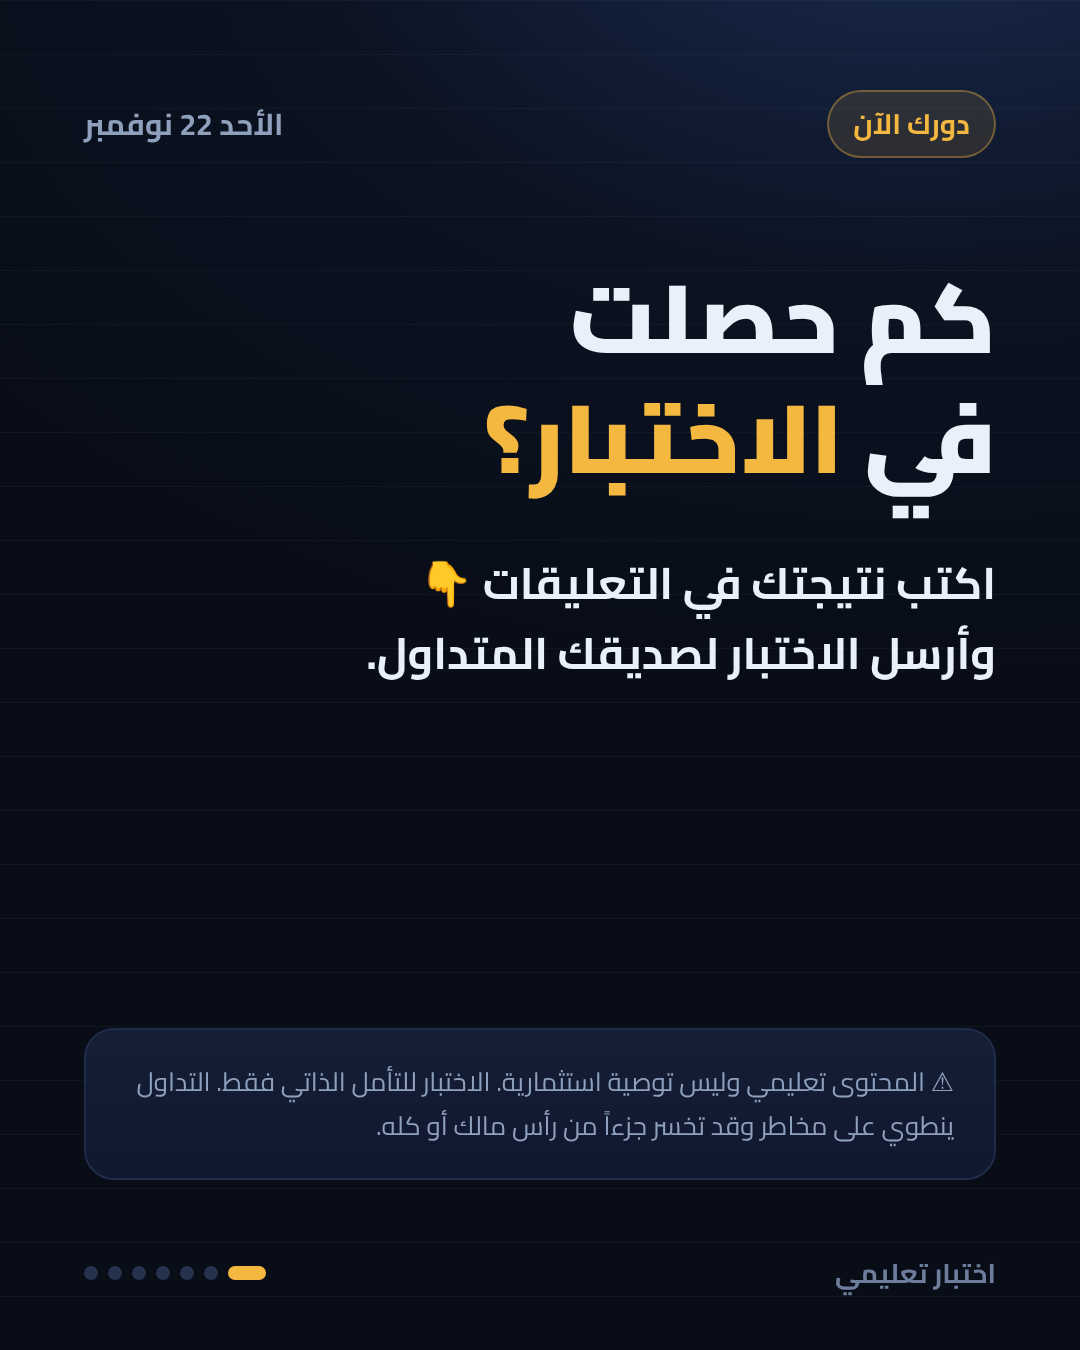 دورك الآن
الأحد 22 نوفمبر
كم حصلت
في الاختبار؟
اكتب نتيجتك في التعليقات 👇
وأرسل الاختبار لصديقك المتداول.
⚠ المحتوى تعليمي وليس توصية استثمارية. الاختبار للتأمل الذاتي فقط. التداول
ينطوي على مخاطر وقد تخسر جزءاً من رأس مالك أو كله.
اختبار تعليمي